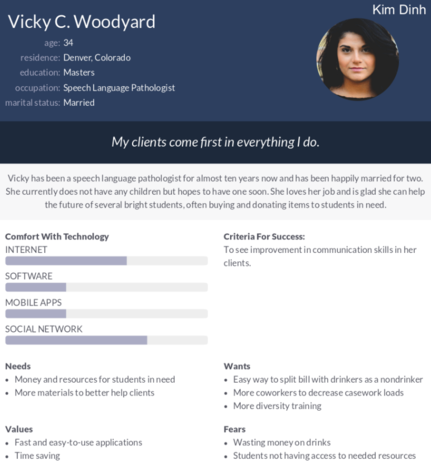 Kim Dinh
Vicky C. Woodyard
age: 34
residence: Denver, Colorado
education: Masters
occupation: Speech Language Pathologist
marital status: Married
My clients come first in everything I do.
Vicky has been a speech language pathologist for almost ten years now and has been happily married for two.
She currently does not have any children but hopes to have one soon. She loves her job and is glad she can help
the future of several bright students, often buying and donating items to students in need.
Comfort With Technology
INTERNET
SOFTWARE
MOBILE APPS
SOCIAL NETWORK
Criteria For Success:
To see improvement in communication skills in her
clients.
Needs
• Money and resources for students in need
• More materials to better help clients
Wants
• Easy way to split bill with drinkers as a nondrinker
• More coworkers to decrease casework loads
• More diversity training
Values
• Fast and easy-to-use applications
• Time saving
Fears
• Wasting money on drinks
• Students not having access to needed resources